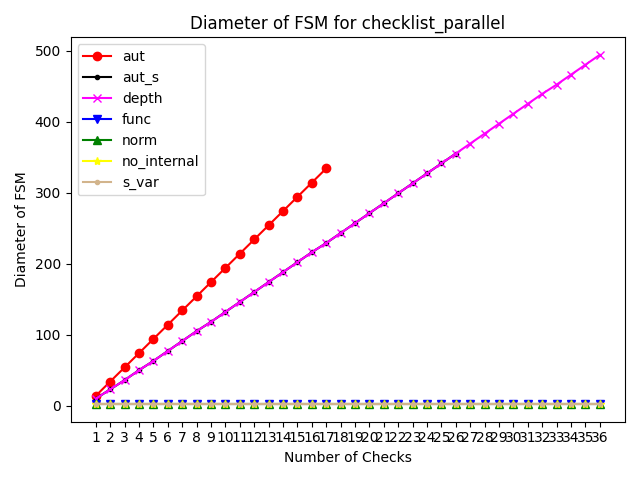 Diameter of FSM for checklist_parallel
aut
aut_s
depth
func
norm
no_internal
s_var
Diameter of FSM
500
400
300
200
100
0
1 2 3 4 5 6 7 8 9 10 11 12 13 14 15 16 17 18 19 20 21 22 23 24 25 26 27 28 29 30 31 32 33 34 35 36
Number of Checks